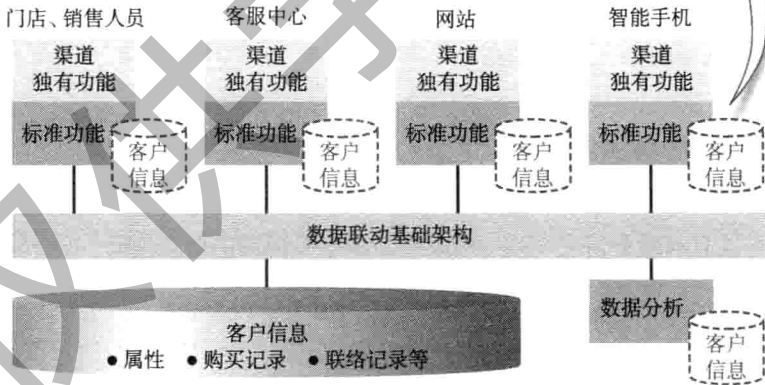 门店、销售人员
客服中心
网站
智能手机
渠道
独有功能
渠道
独有功能
渠道
独有功能
渠道
独有功能
标准功能
客户
信息
标准功能
客户
信息
标准功能
客户
信息
标准功能
客户
信息
数据联动基础架构
客户信息
● 属性 ● 购买记录 ● 联络记录等
数据分析
客户
信息